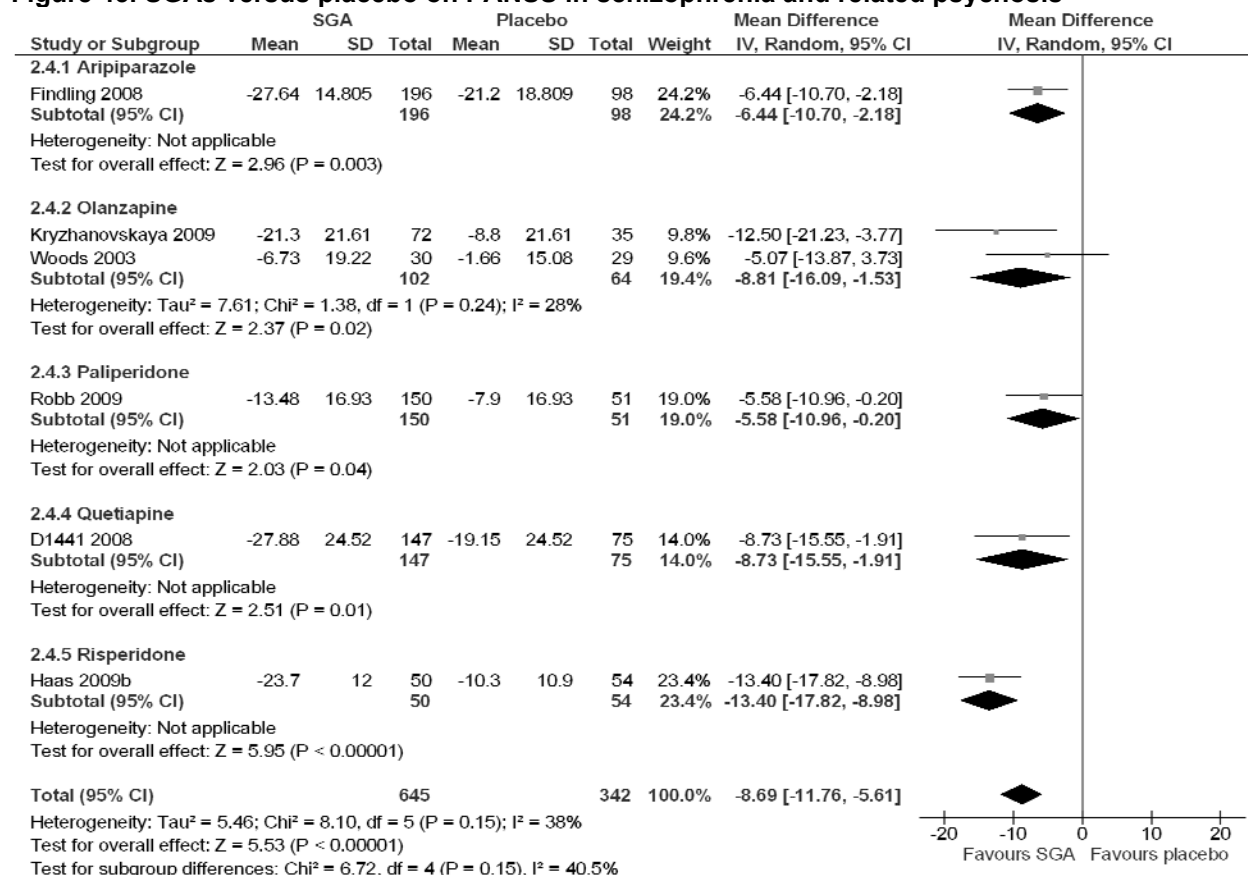 SGAs versus placebo on PANSS in schizophrenia and related psychosis
SGA Placebo Mean Difference Mean Difference
Study or Subgroup Mean SD Total Mean SD Total Weight IV, Random, 95% CI IV, Random, 95% CI
2.4.1 Aripiparazole
Findling 2008 -27.64 14.805 196 -21.2 18.809 98 24.2% -6.44 [-10.70, -2.18]
Subtotal (95% CI) 196 98 24.2% -6.44 [-10.70, -2.18]
Heterogeneity: Not applicable
Test for overall effect: Z = 2.96 (P = 0.003)
2.4.2 Olanzapine
Kryzhanovskaya 2009 -21.3 21.61 72 -8.8 21.61 35 9.8% -12.50 [-21.23, -3.77]
Woods 2003 -6.73 19.22 30 -1.66 15.08 29 9.6% -5.07 [-13.87, 3.73]
Subtotal (95% CI) 102 64 19.4% -8.81 [-16.09, -1.53]
Heterogeneity: Tau² = 7.61; Chi² = 1.38, df = 1 (P = 0.24); I² = 28%
Test for overall effect: Z = 2.37 (P = 0.02)
2.4.3 Paliperidone
Robb 2009 -13.48 16.93 150 -7.9 16.93 51 19.0% -5.58 [-10.96, -0.20]
Subtotal (95% CI) 150 51 19.0% -5.58 [-10.96, -0.20]
Heterogeneity: Not applicable
Test for overall effect: Z = 2.03 (P = 0.04)
2.4.4 Quetiapine
D1441 2008 -27.88 24.52 147 -19.15 24.52 75 14.0% -8.73 [-15.55, -1.91]
Subtotal (95% CI) 147 75 14.0% -8.73 [-15.55, -1.91]
Heterogeneity: Not applicable
Test for overall effect: Z = 2.51 (P = 0.01)
2.4.5 Risperidone
Haas 2009b -23.7 12 50 -10.3 10.9 54 23.4% -13.40 [-17.82, -8.98]
Subtotal (95% CI) 50 54 23.4% -13.40 [-17.82, -8.98]
Heterogeneity: Not applicable
Test for overall effect: Z = 5.95 (P < 0.00001)
Total (95% CI) 645 342 100.0% -8.69 [-11.76, -5.61]
Heterogeneity: Tau² = 5.46; Chi² = 8.10, df = 5 (P = 0.15); I² = 38%
Test for overall effect: Z = 5.53 (P < 0.00001)
Test for subgroup differences: Chi² = 6.72, df = 4 (P = 0.15), I² = 40.5%
-20 -10 0 10 20
Favours SGA Favours placebo